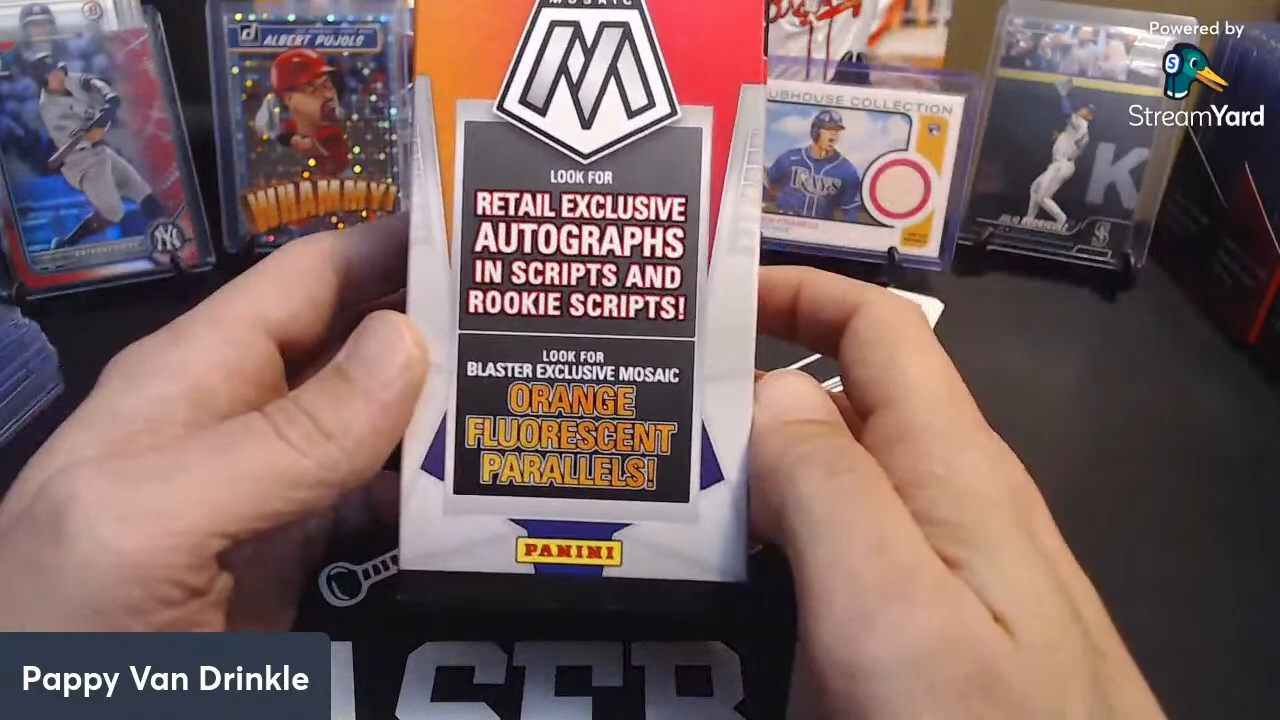 MOSAIC
M
LOOK FOR
RETAIL EXCLUSIVE
AUTOGRAPHS
IN SCRIPTS AND
ROOKIE SCRIPTS!
LOOK FOR
BLASTER EXCLUSIVE MOSAIC
ORANGE
FLUORESCENT
PARALLELS!
PANINI
ALBERT PUJOLS
WHAMMY!
UBHOUSE COLLECTION
RAYS
K
Powered by
StreamYard
Pappy Van Drinkle